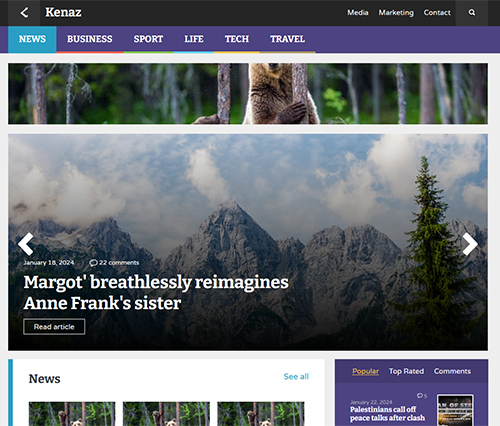 Kenaz
Media Marketing Contact
NEWS BUSINESS SPORT LIFE TECH TRAVEL
January 18, 2024 22 comments
Margot' breathlessly reimagines
Anne Frank's sister
Read article
News
See all
Popular Top Rated Comments
January 22, 2024 5
Palestinians call off
peace talks after clash